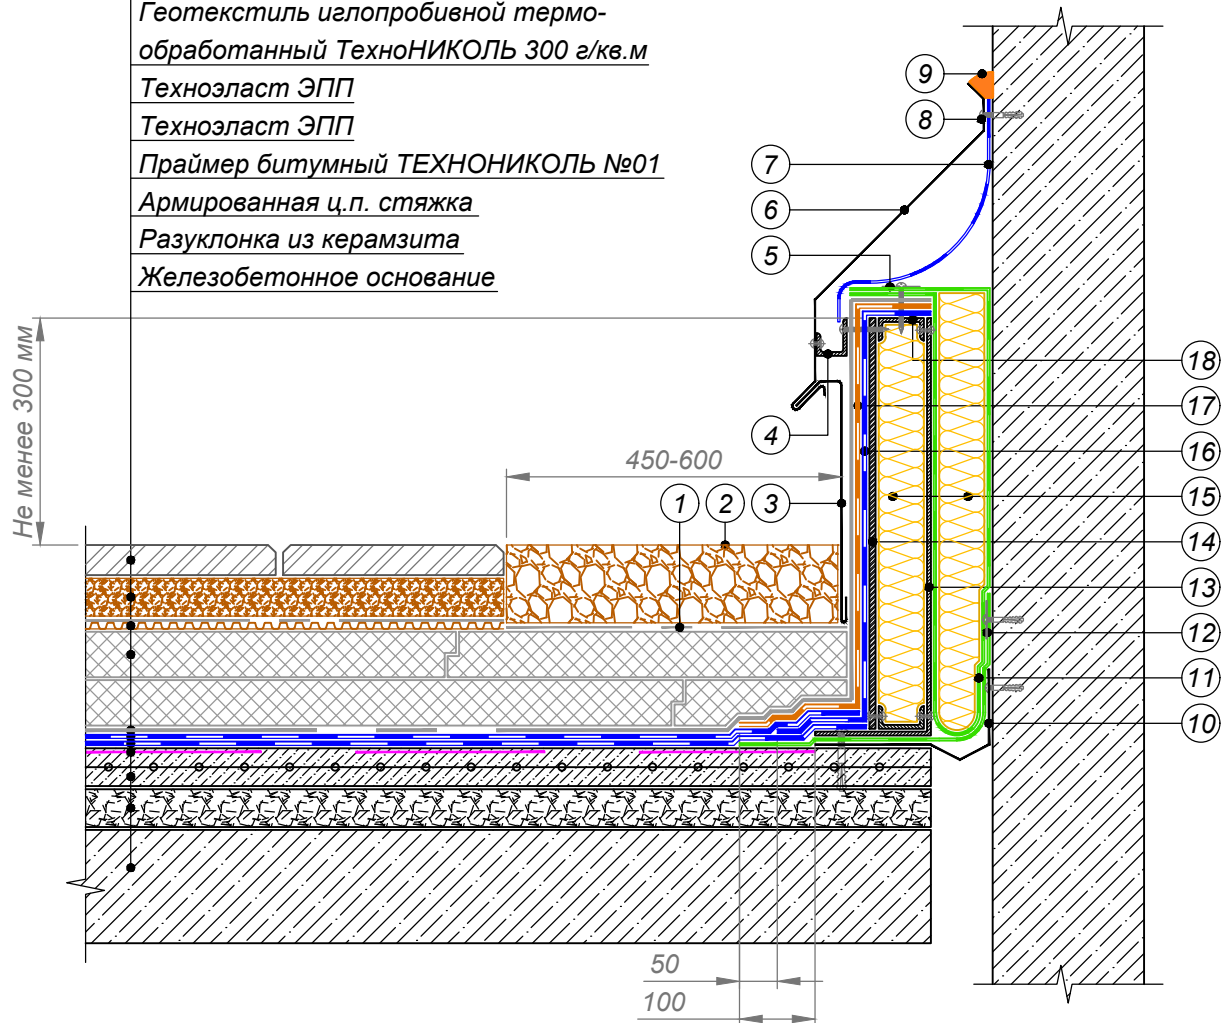 Геотекстиль иглопробивной термо-
обработанный ТехноНИКОЛЬ 300 г/кв.м
Техноэласт ЭПП
Техноэласт ЭПП
Праймер битумный ТЕХНОНИКОЛЬ №01
Армированная ц.п. стяжка
Разуклонка из керамзита
Железобетонное основание
9
8
7
6
5
Не менее 300 мм
18
17
4
16
450-600
15
1
2
3
14
13
12
11
10
50
100